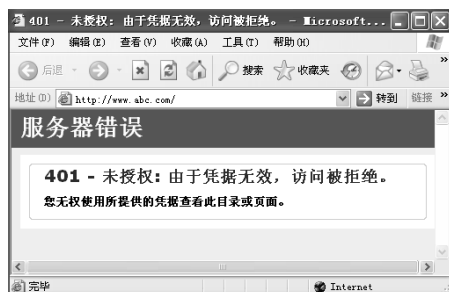 401 - 未授权: 由于凭据无效，访问被拒绝。 - Microsoft...
文件(F) 编辑(E) 查看(V) 收藏(A) 工具(T) 帮助(H)
后退 搜索 收藏夹 »
地址(D) http://www.abc.com/ 转到 链接 »
服务器错误
401 - 未授权: 由于凭据无效，访问被拒绝。
您无权使用所提供的凭据查看此目录或页面。
完毕 Internet